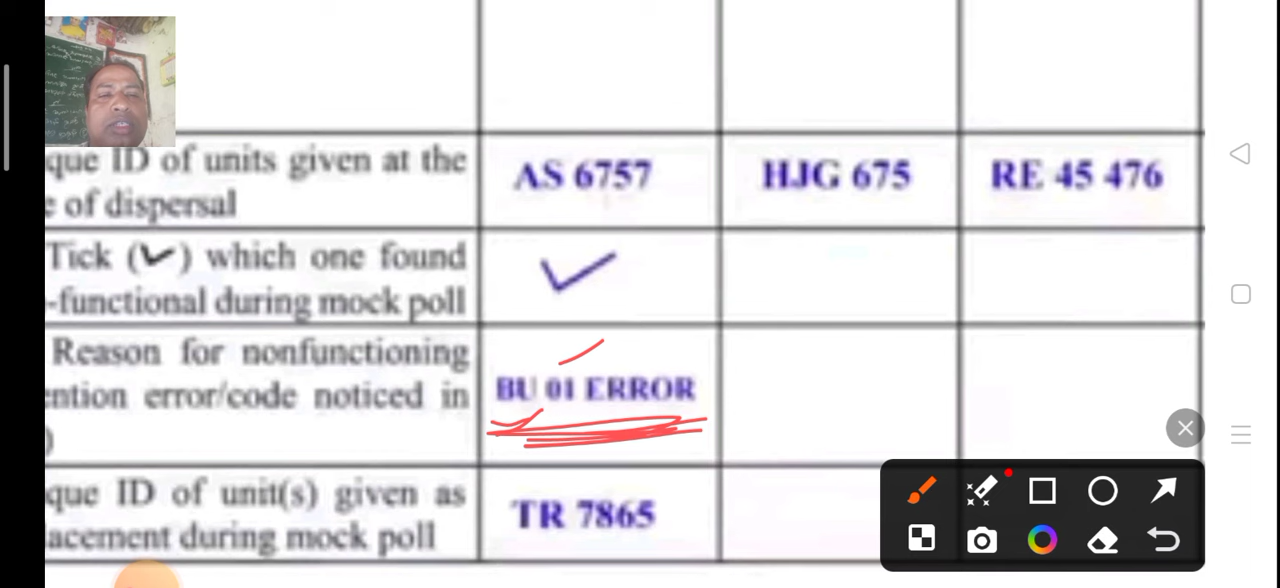 que ID of units given at the
e of dispersal
AS 6757
HJG 675
RE 45 476
Tick (✓) which one found
-functional during mock poll
✓
Reason for nonfunctioning
ention error/code noticed in
)
BU 01 ERROR
que ID of unit(s) given as
acement during mock poll
TR 7865